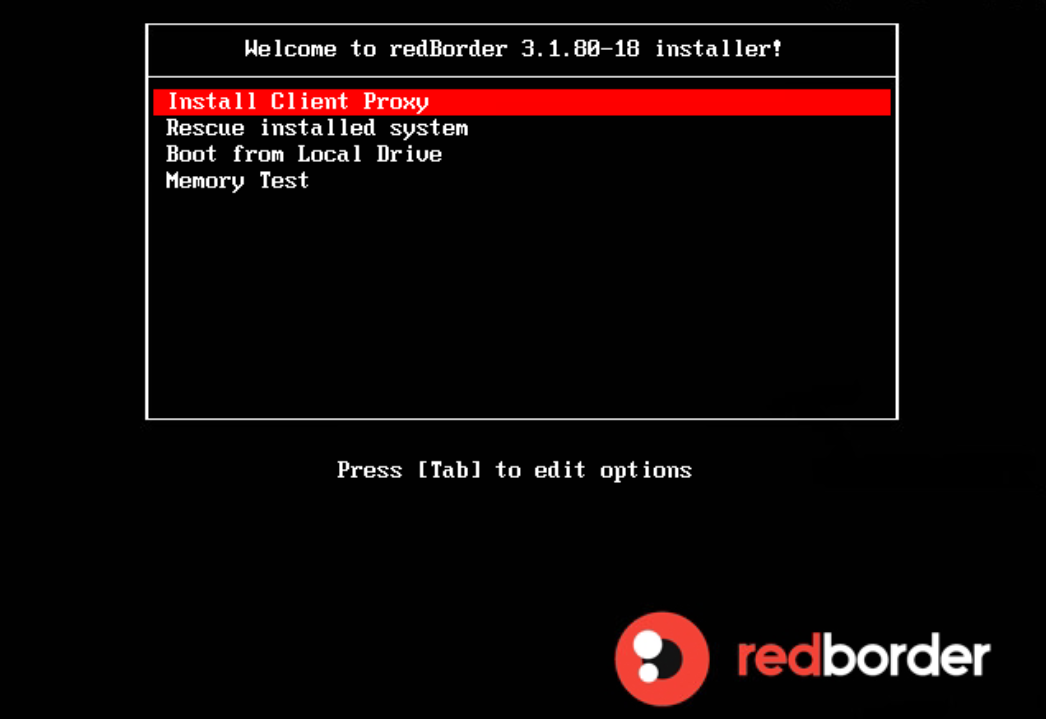 Welcome to redBorder 3.1.80-18 installer!
Install Client Proxy
Rescue installed system
Boot from Local Drive
Memory Test
Press [Tab] to edit options
redborder